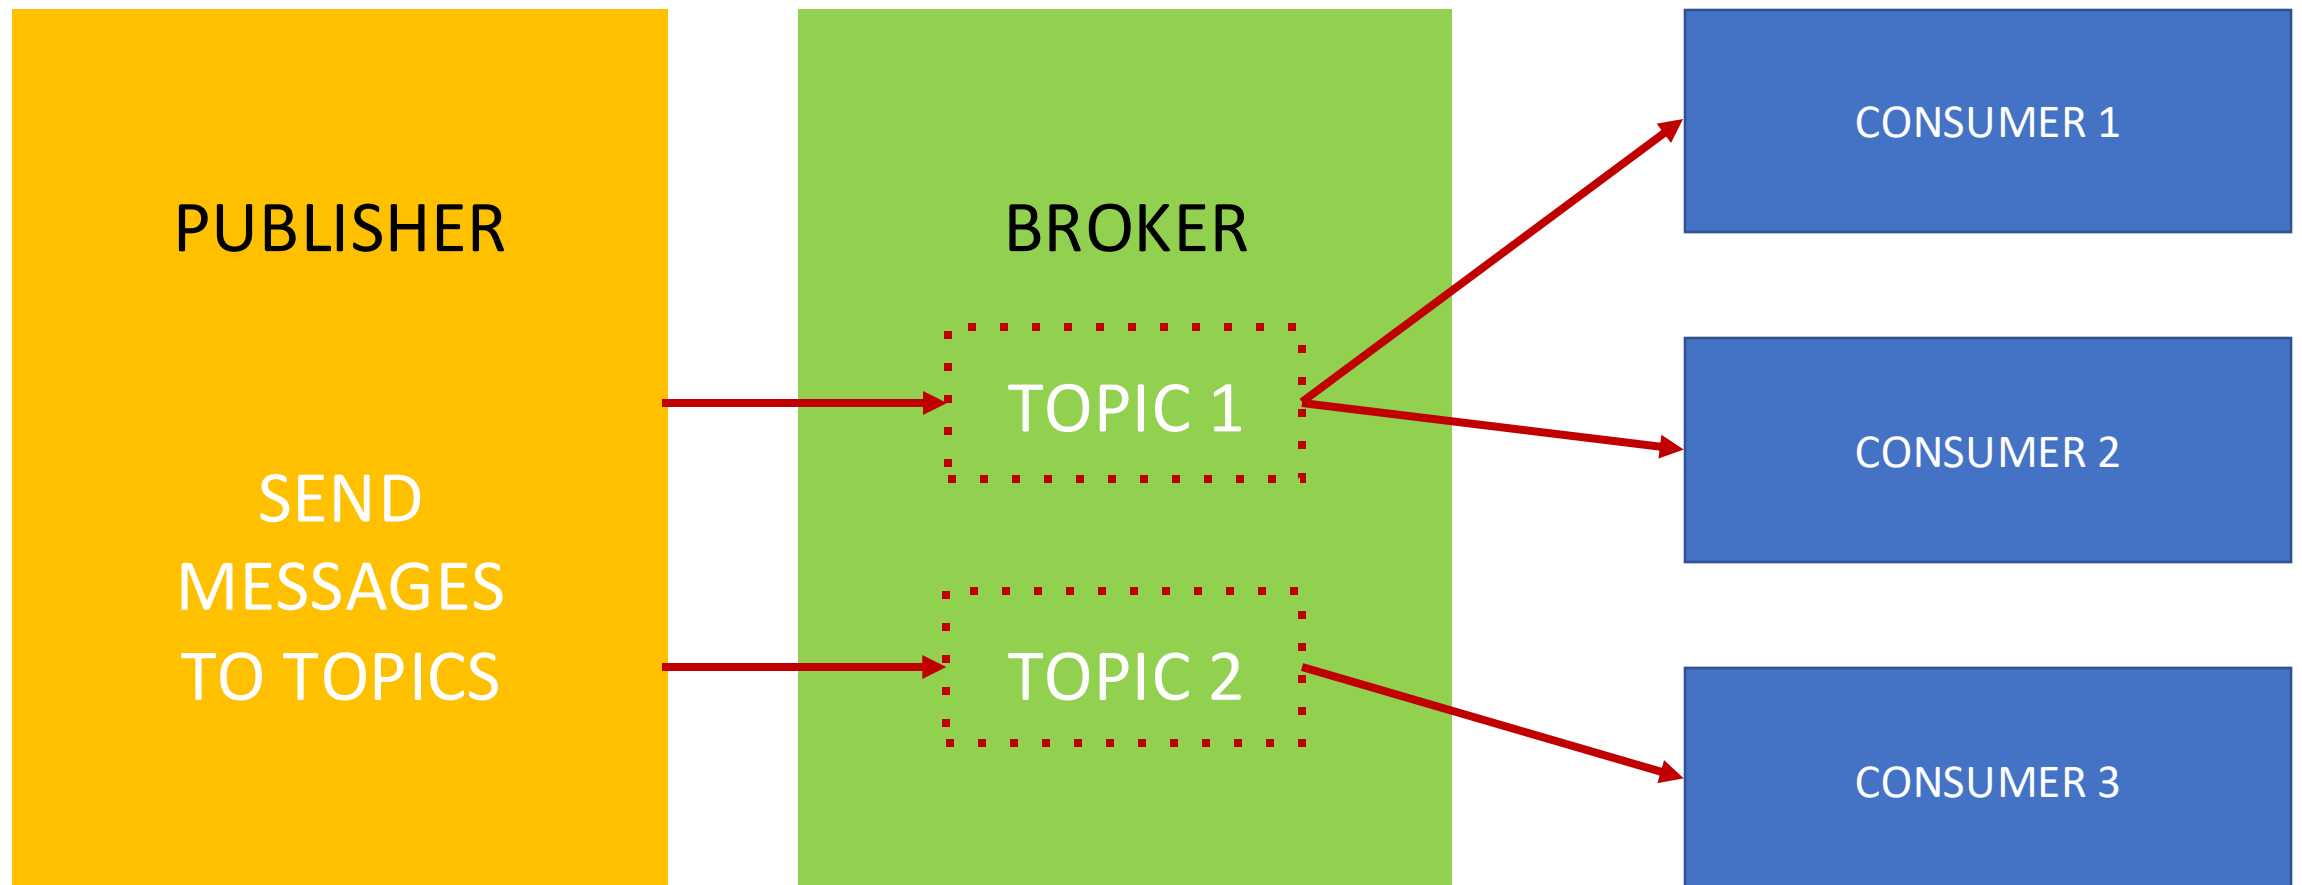 PUBLISHER
SEND
MESSAGES
TO TOPICS
BROKER
TOPIC 1
TOPIC 2
CONSUMER 1
CONSUMER 2
CONSUMER 3